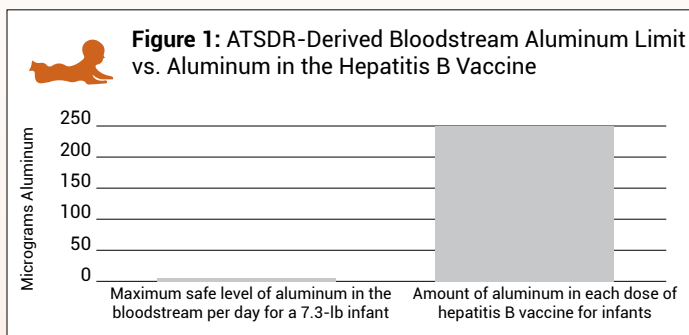 Figure 1: ATSDR-Derived Bloodstream Aluminum Limit
vs. Aluminum in the Hepatitis B Vaccine
Micrograms Aluminum
250
200
150
100
50
0
Maximum safe level of aluminum in the
bloodstream per day for a 7.3-lb infant
Amount of aluminum in each dose of
hepatitis B vaccine for infants